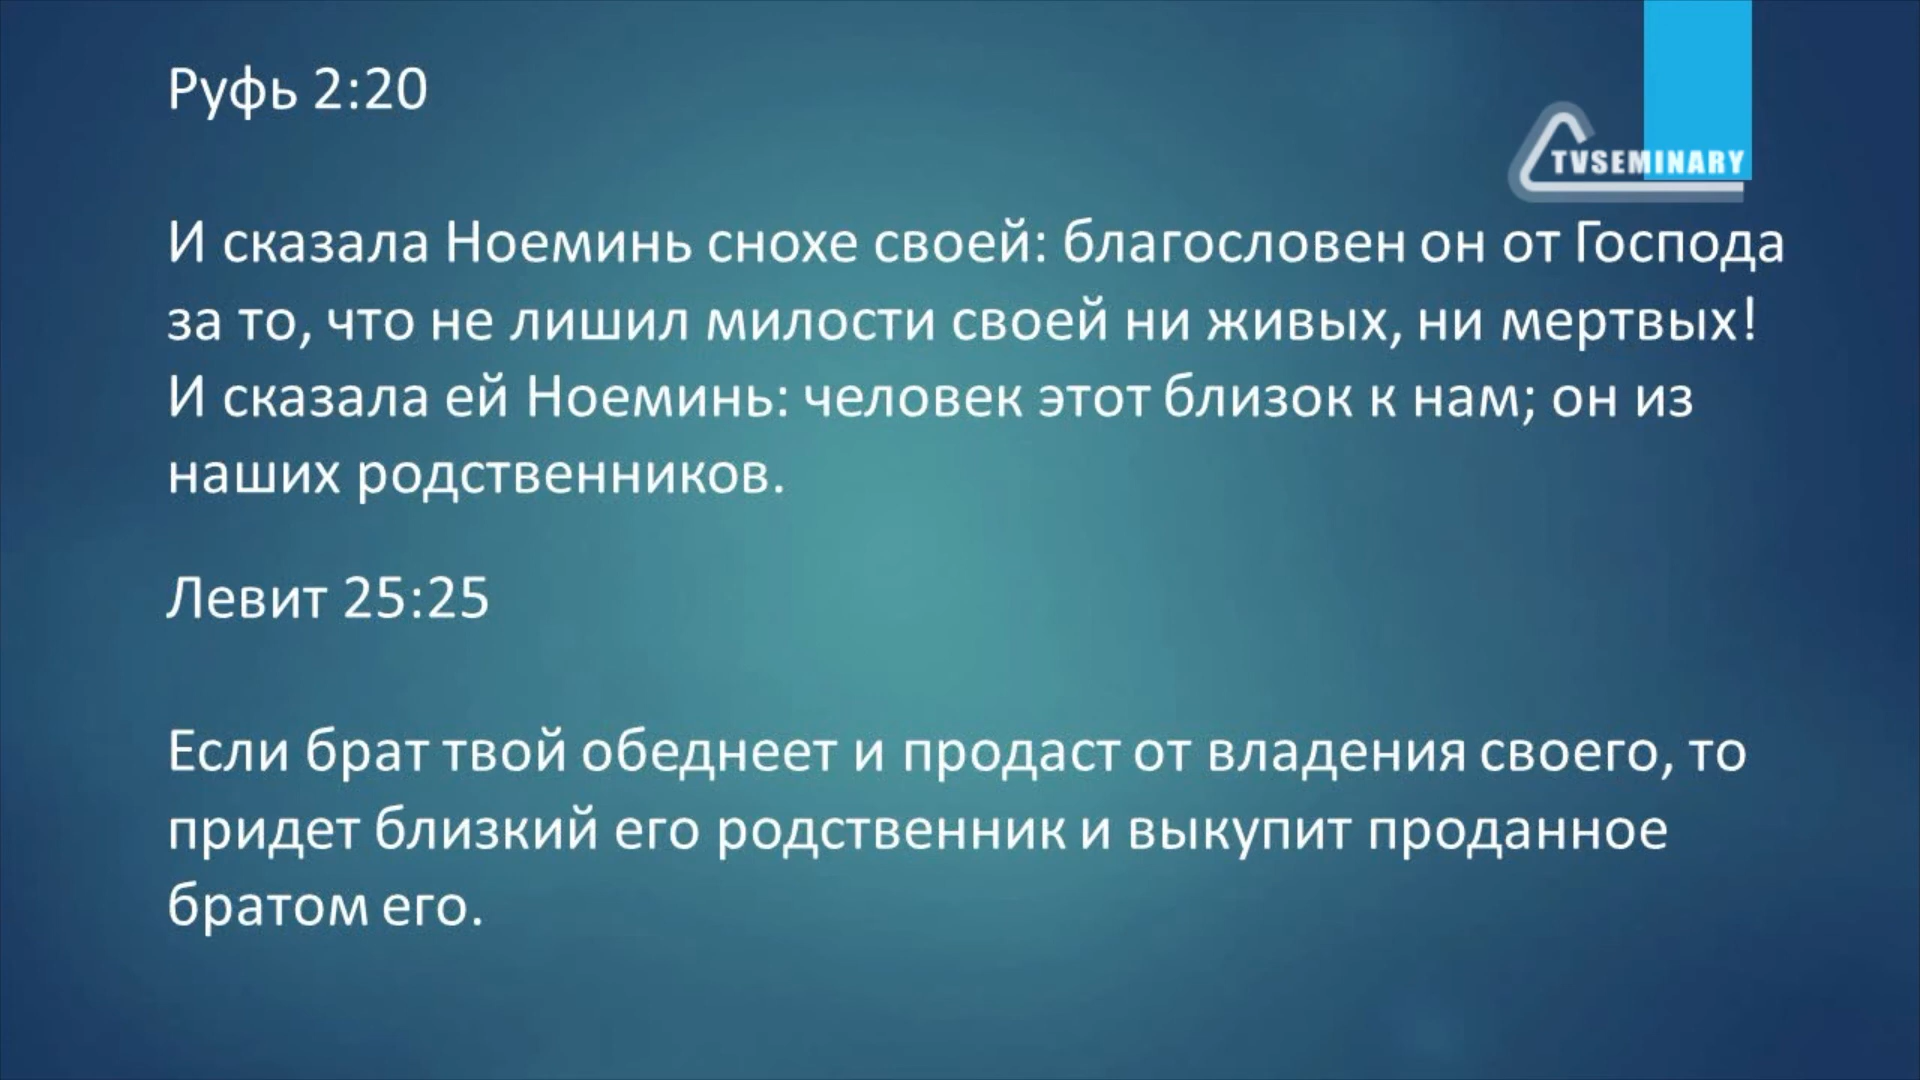 Руфь 2:20
TVSEMINARY
И сказала Ноеминь снохе своей: благословен он от Господа
за то, что не лишил милости своей ни живых, ни мертвых!
И сказала ей Ноеминь: человек этот близок к нам; он из
наших родственников.
Левит 25:25
Если брат твой обеднеет и продаст от владения своего, то
придет близкий его родственник и выкупит проданное
братом его.